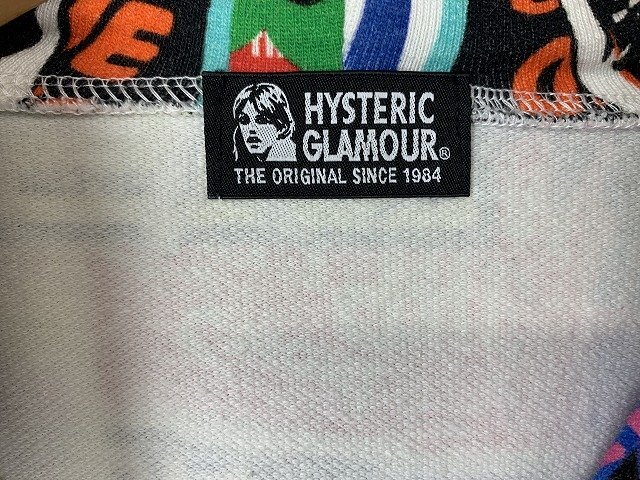 HYSTERIC
GLAMOUR®
THE ORIGINAL SINCE 1984